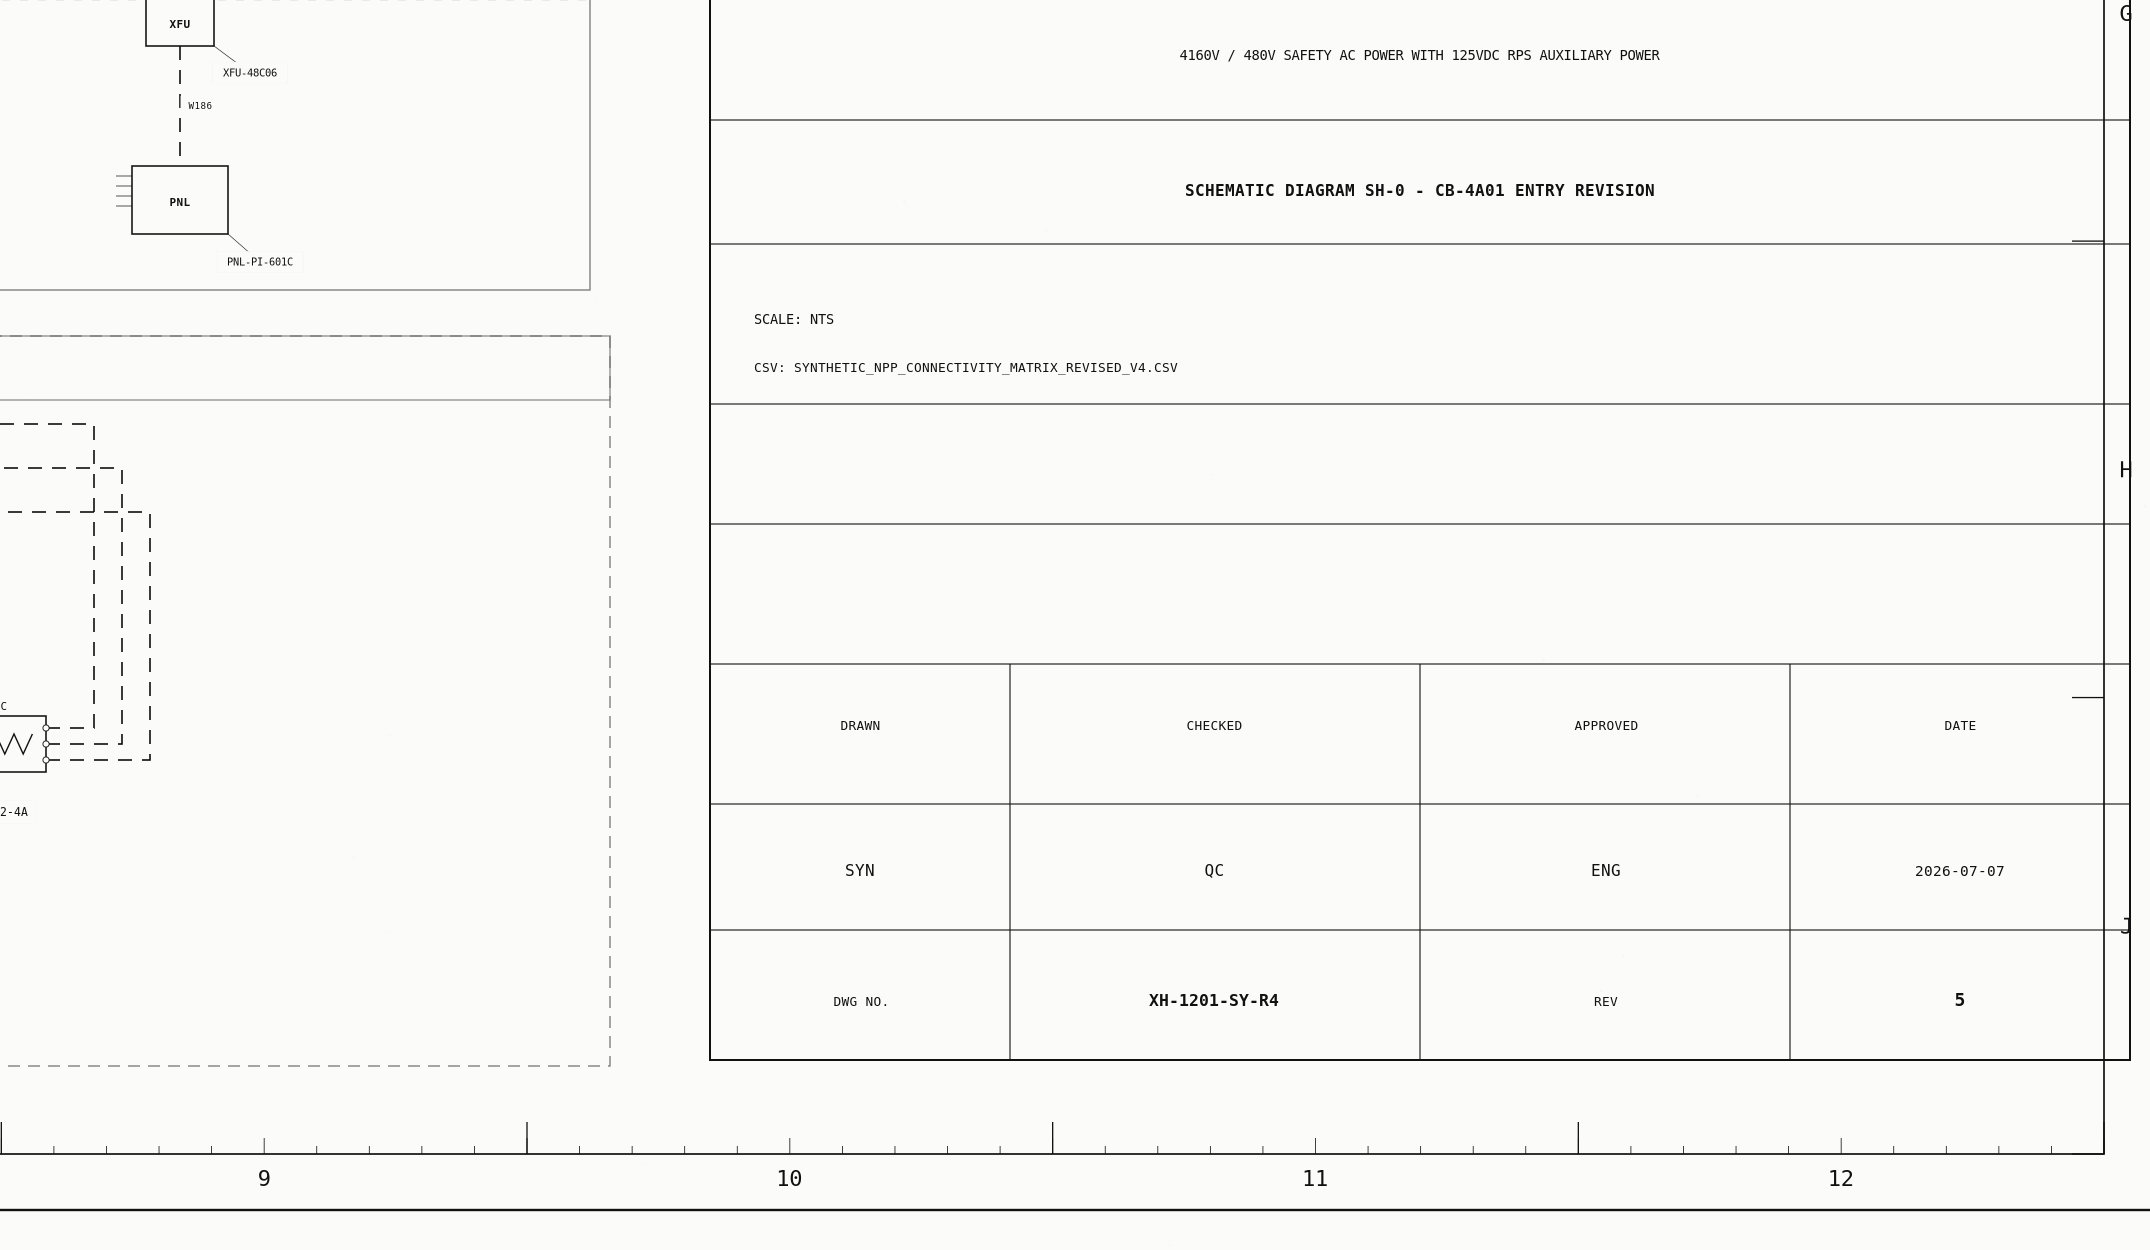 XFU
XFU-48C06
W186
PNL
PNL-PI-601C
C
2-4A
4160V / 480V SAFETY AC POWER WITH 125VDC RPS AUXILIARY POWER
SCHEMATIC DIAGRAM SH-0 - CB-4A01 ENTRY REVISION
SCALE: NTS
CSV: SYNTHETIC_NPP_CONNECTIVITY_MATRIX_REVISED_V4.CSV
DRAWN CHECKED APPROVED DATE
SYN QC ENG 2026-07-07
DWG NO. XH-1201-SY-R4 REV 5
G
H
J
9 10 11 12